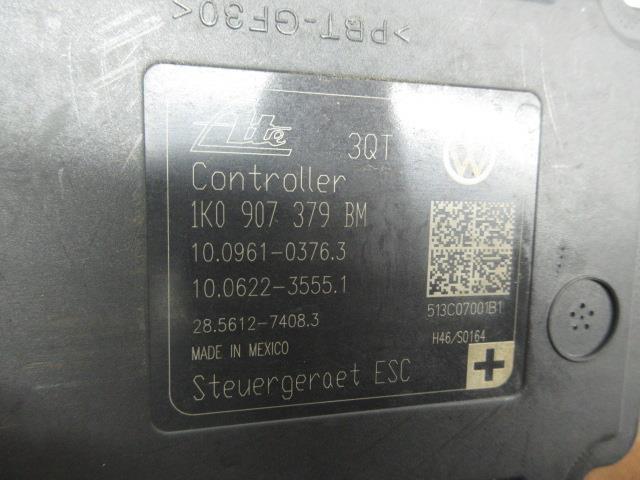 >PBT-GF30<
Ate 3QT
Controller
1K0 907 379 BM
10.0961-0376.3
10.0622-3555.1
513C07001B1
28.5612-7408.3
H46/S0164
MADE IN MEXICO
Steuergeraet ESC